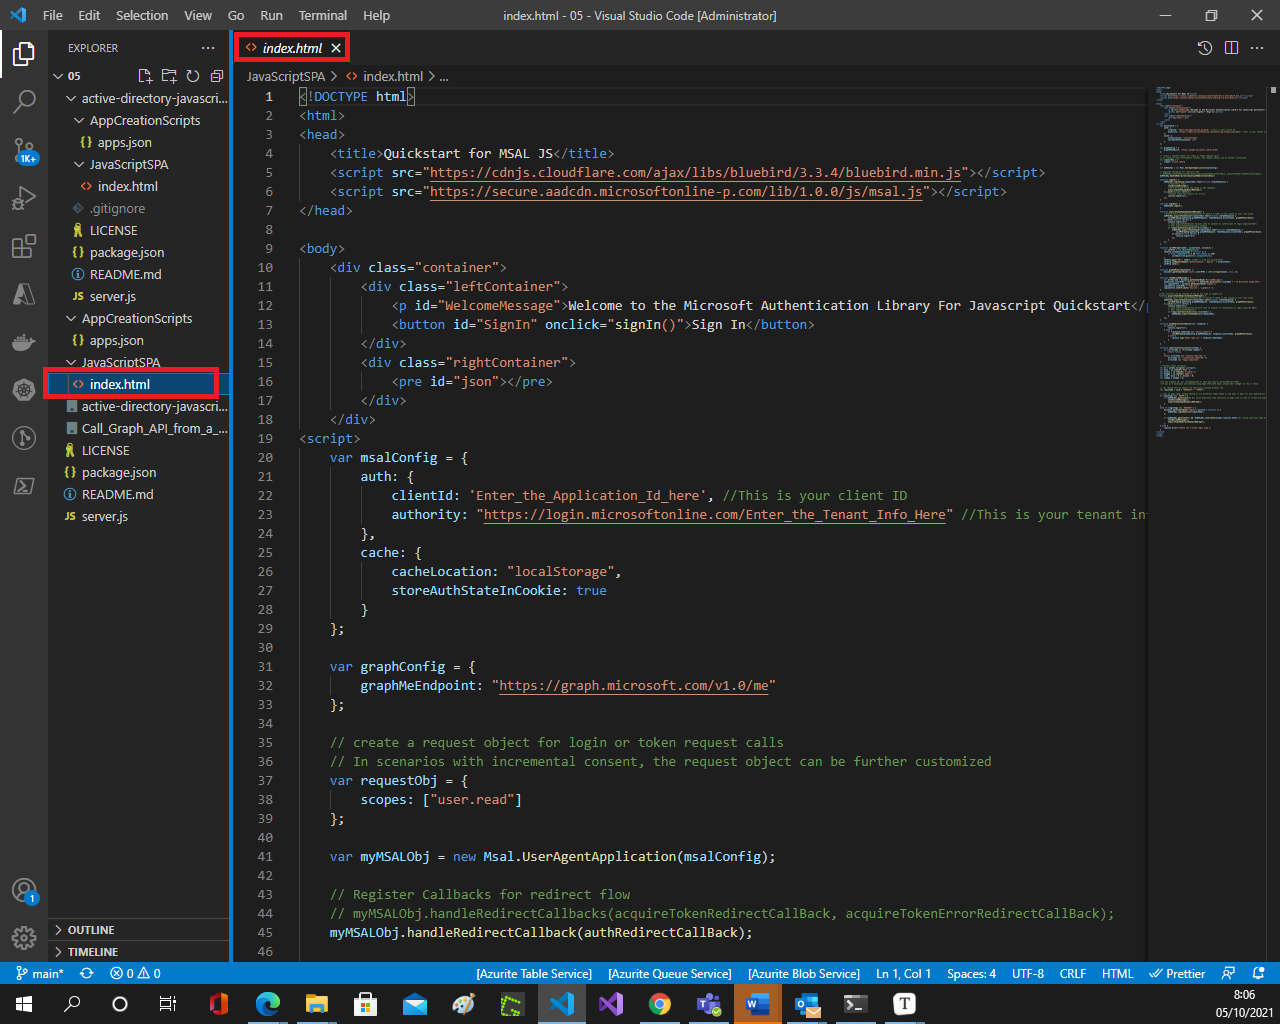 File Edit Selection View Go Run Terminal Help index.html - 05 - Visual Studio Code [Administrator]
EXPLORER
05
active-directory-javascri...
AppCreationScripts
{} apps.json
JavaScriptSPA
<> index.html
.gitignore
LICENSE
{} package.json
README.md
JS server.js
AppCreationScripts
{} apps.json
JavaScriptSPA
<> index.html
active-directory-javascri...
Call_Graph_API_from_a_...
LICENSE
{} package.json
README.md
JS server.js
OUTLINE
TIMELINE
1K+
1
<> index.html
JavaScriptSPA > <> index.html > ...
1 <!DOCTYPE html>
2 <html>
3 <head>
4 <title>Quickstart for MSAL JS</title>
5 <script src="https://cdnjs.cloudflare.com/ajax/libs/bluebird/3.3.4/bluebird.min.js"></script>
6 <script src="https://secure.aadcdn.microsoftonline-p.com/lib/1.0.0/js/msal.js"></script>
7 </head>
8
9 <body>
10 <div class="container">
11 <div class="leftContainer">
12 <p id="WelcomeMessage">Welcome to the Microsoft Authentication Library For Javascript Quickstart</
13 <button id="SignIn" onclick="signIn()">Sign In</button>
14 </div>
15 <div class="rightContainer">
16 <pre id="json"></pre>
17 </div>
18 </div>
19 <script>
20 var msalConfig = {
21 auth: {
22 clientId: 'Enter_the_Application_Id_here', //This is your client ID
23 authority: "https://login.microsoftonline.com/Enter_the_Tenant_Info_Here" //This is your tenant in
24 },
25 cache: {
26 cacheLocation: "localStorage",
27 storeAuthStateInCookie: true
28 }
29 };
30
31 var graphConfig = {
32 graphMeEndpoint: "https://graph.microsoft.com/v1.0/me"
33 };
34
35 // create a request object for login or token request calls
36 // In scenarios with incremental consent, the request object can be further customized
37 var requestObj = {
38 scopes: ["user.read"]
39 };
40
41 var myMSALObj = new Msal.UserAgentApplication(msalConfig);
42
43 // Register Callbacks for redirect flow
44 // myMSALObj.handleRedirectCallbacks(acquireTokenRedirectCallBack, acquireTokenErrorRedirectCallBack);
45 myMSALObj.handleRedirectCallback(authRedirectCallBack);
46
main* 0 0 [Azurite Table Service] [Azurite Queue Service] [Azurite Blob Service] Ln 1, Col 1 Spaces: 4 UTF-8 CRLF HTML Prettier
8:06
05/10/2021